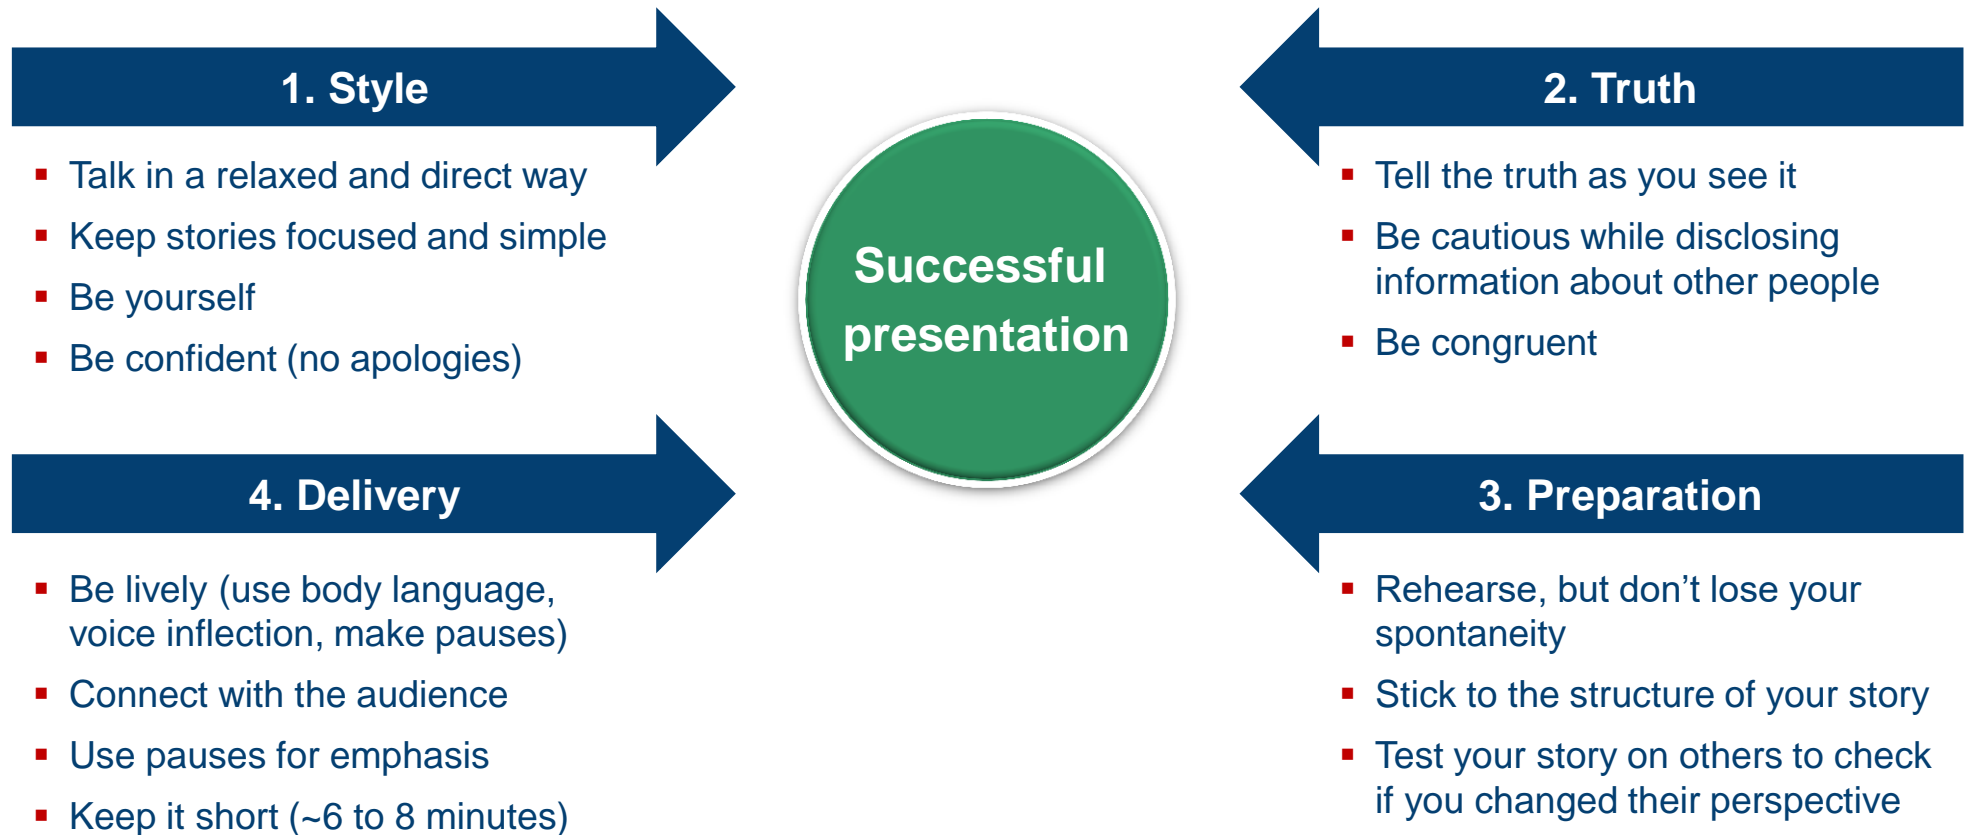 1. Style
▪ Talk in a relaxed and direct way
▪ Keep stories focused and simple
▪ Be yourself
▪ Be confident (no apologies)
Successful
presentation
2. Truth
▪ Tell the truth as you see it
▪ Be cautious while disclosing
information about other people
▪ Be congruent
4. Delivery
▪ Be lively (use body language,
voice inflection, make pauses)
▪ Connect with the audience
▪ Use pauses for emphasis
▪ Keep it short (~6 to 8 minutes)
3. Preparation
▪ Rehearse, but don’t lose your
spontaneity
▪ Stick to the structure of your story
▪ Test your story on others to check
if you changed their perspective